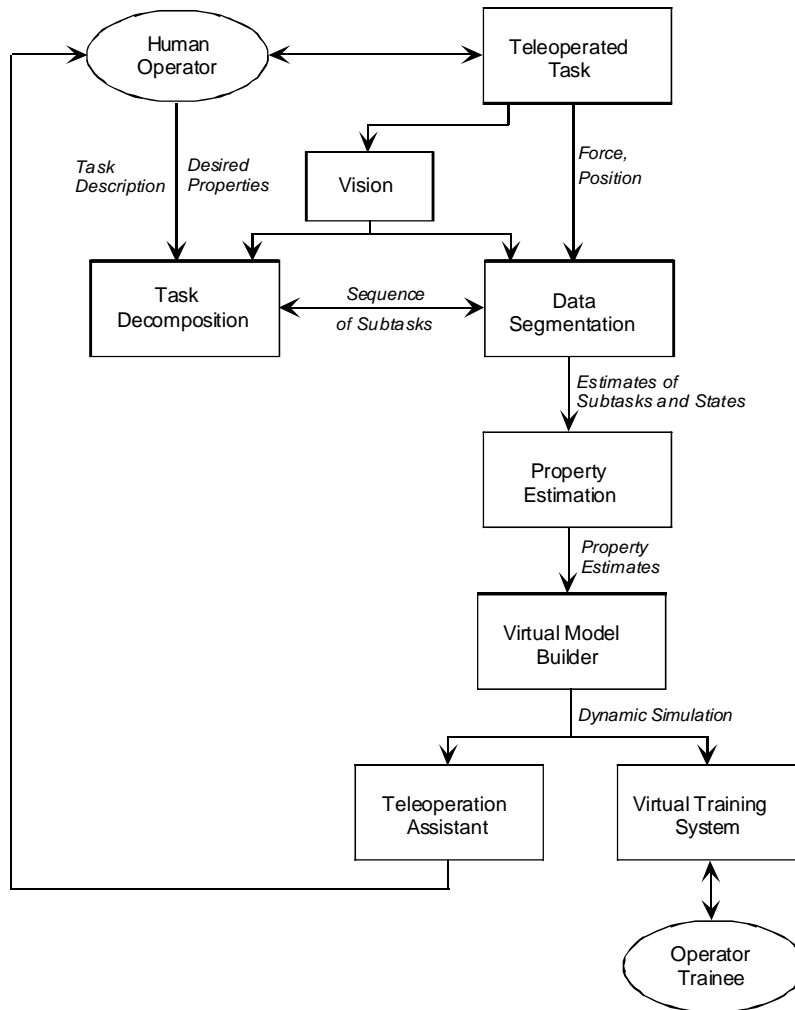 Human
Operator
Teleoperated
Task
Task
Description
Desired
Properties
Vision
Force,
Position
Task
Decomposition
Sequence
of Subtasks
Data
Segmentation
Estimates of
Subtasks and States
Property
Estimation
Property
Estimates
Virtual Model
Builder
Dynamic Simulation
Teleoperation
Assistant
Virtual Training
System
Operator
Trainee